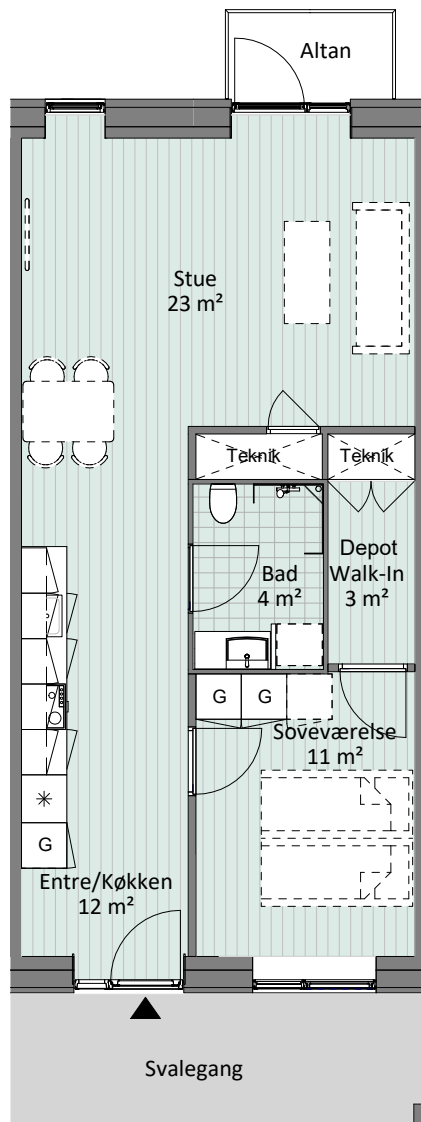 Altan
Stue
23 m²
Teknik
Teknik
Bad
4 m²
Depot
Walk-In
3 m²
G
G
Soveværelse
11 m²
G
Entre/Køkken
12 m²
Svalegang